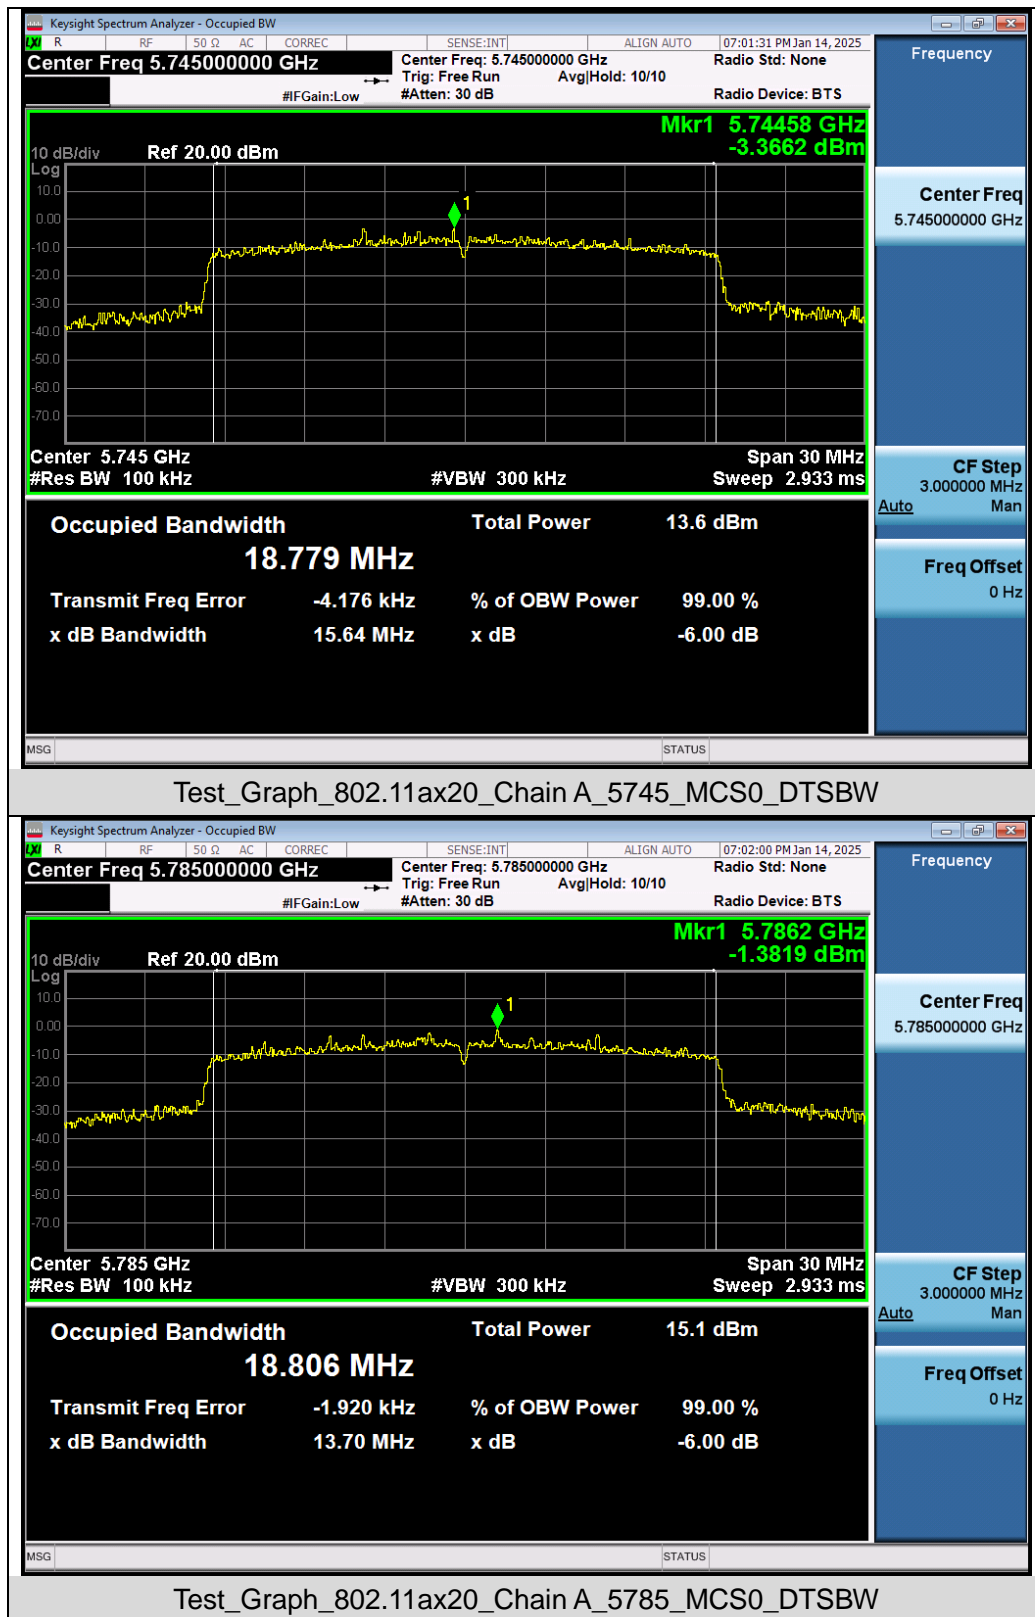 Keysight Spectrum Analyzer - Occupied BW
LXI R RF 50 Ω AC CORREC SENSE:INT ALIGN AUTO 07:01:31 PM Jan 14, 2025
Center Freq 5.745000000 GHz
Center Freq: 5.745000000 GHz Radio Std: None
Trig: Free Run Avg|Hold: 10/10
#IFGain:Low #Atten: 30 dB Radio Device: BTS
Frequency
Mkr1 5.74458 GHz
-3.3662 dBm
10 dB/div Ref 20.00 dBm
Log
10.0
0.00
-10.0
-20.0
-30.0
-40.0
-50.0
-60.0
-70.0
1
Center 5.745 GHz Span 30 MHz
#Res BW 100 kHz #VBW 300 kHz Sweep 2.933 ms
Center Freq
5.745000000 GHz
CF Step
3.000000 MHz
Auto Man
Freq Offset
0 Hz
Occupied Bandwidth Total Power 13.6 dBm
18.779 MHz
Transmit Freq Error -4.176 kHz % of OBW Power 99.00 %
x dB Bandwidth 15.64 MHz x dB -6.00 dB
MSG STATUS
Test_Graph_802.11ax20_Chain A_5745_MCS0_DTSBW
Keysight Spectrum Analyzer - Occupied BW
LXI R RF 50 Ω AC CORREC SENSE:INT ALIGN AUTO 07:02:00 PM Jan 14, 2025
Center Freq 5.785000000 GHz
Center Freq: 5.785000000 GHz Radio Std: None
Trig: Free Run Avg|Hold: 10/10
#IFGain:Low #Atten: 30 dB Radio Device: BTS
Frequency
Mkr1 5.7862 GHz
-1.3819 dBm
10 dB/div Ref 20.00 dBm
Log
10.0
0.00
-10.0
-20.0
-30.0
-40.0
-50.0
-60.0
-70.0
1
Center 5.785 GHz Span 30 MHz
#Res BW 100 kHz #VBW 300 kHz Sweep 2.933 ms
Center Freq
5.785000000 GHz
CF Step
3.000000 MHz
Auto Man
Freq Offset
0 Hz
Occupied Bandwidth Total Power 15.1 dBm
18.806 MHz
Transmit Freq Error -1.920 kHz % of OBW Power 99.00 %
x dB Bandwidth 13.70 MHz x dB -6.00 dB
MSG STATUS
Test_Graph_802.11ax20_Chain A_5785_MCS0_DTSBW